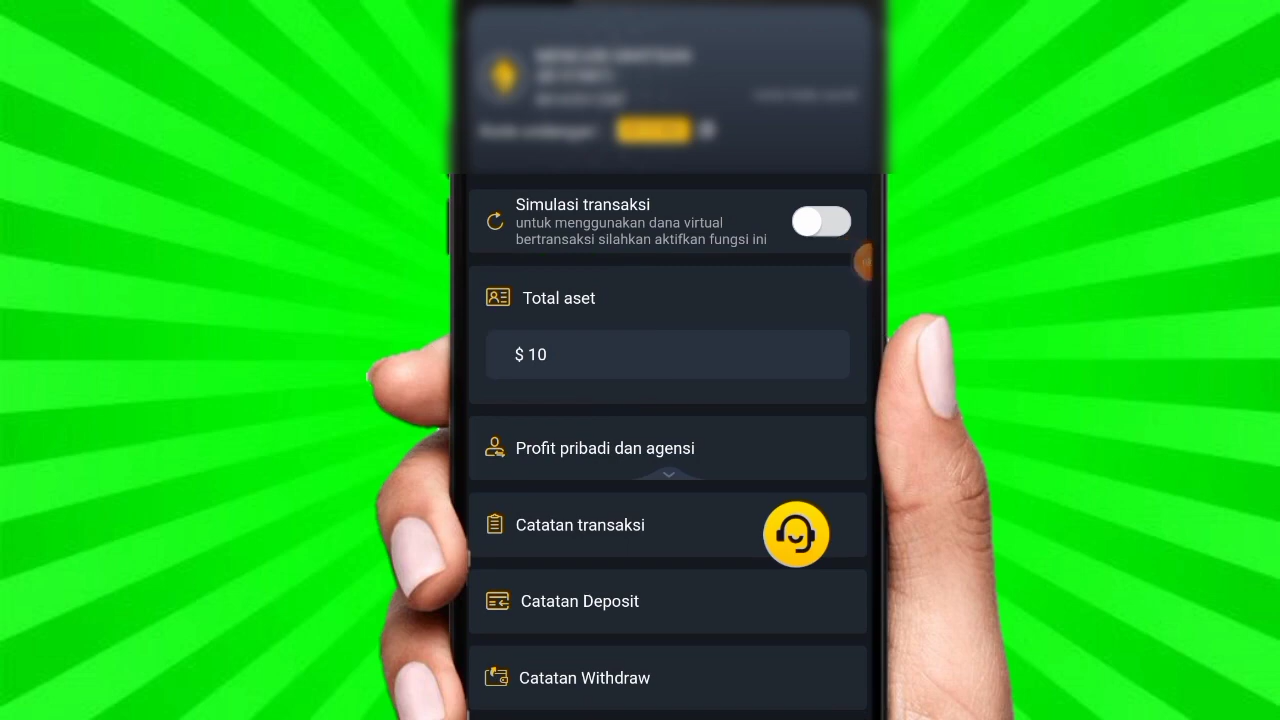 Simulasi transaksi
untuk menggunakan dana virtual
bertransaksi silahkan aktifkan fungsi ini
Total aset
$ 10
Profit pribadi dan agensi
Catatan transaksi
Catatan Deposit
Catatan Withdraw